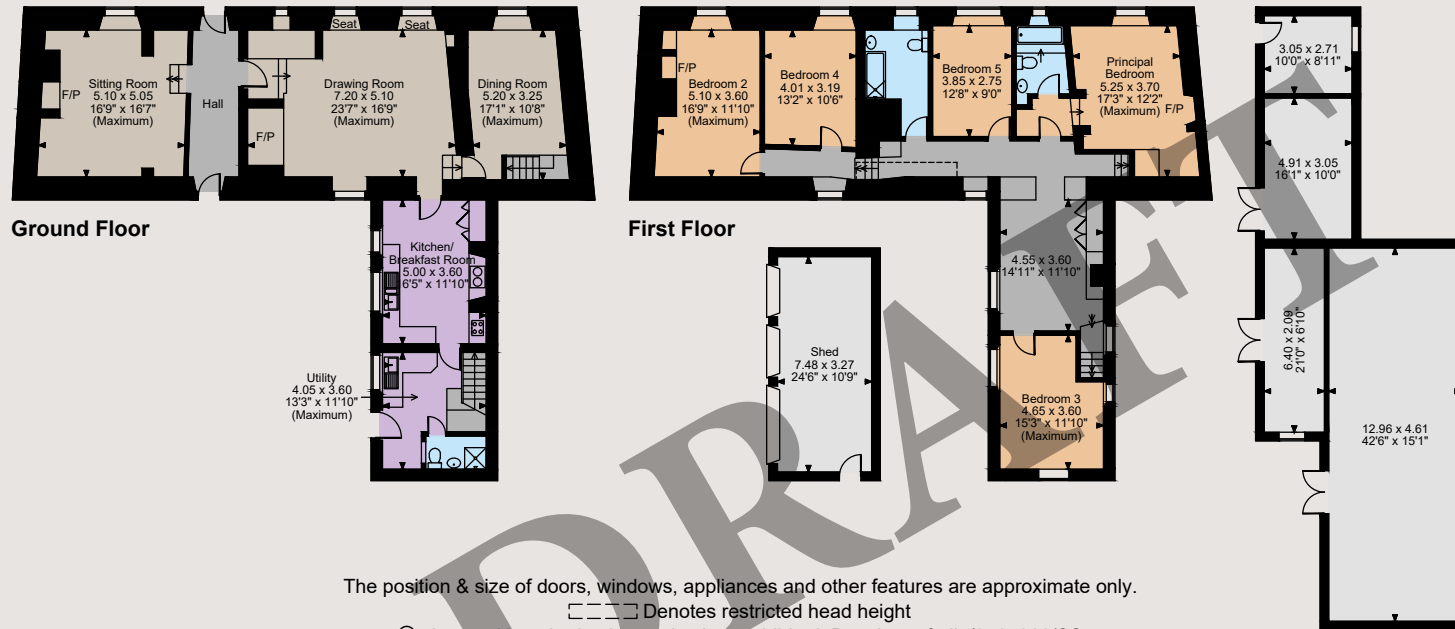 Seat
Seat
Sitting Room
5.10 x 5.05
16'9" x 16'7"
(Maximum)
F/P
Hall
Drawing Room
7.20 x 5.10
23'7" x 16'9"
(Maximum)
F/P
Dining Room
5.20 x 3.25
17'1" x 10'8"
(Maximum)
Ground Floor
Kitchen/
Breakfast Room
5.00 x 3.60
6'5" x 11'10"
Utility
4.05 x 3.60
13'3" x 11'10"
(Maximum)
F/P
Bedroom 2
5.10 x 3.60
16'9" x 11'10"
(Maximum)
Bedroom 4
4.01 x 3.19
13'2" x 10'6"
Bedroom 5
3.85 x 2.75
12'8" x 9'0"
Principal
Bedroom
5.25 x 3.70
17'3" x 12'2"
(Maximum)
F/P
First Floor
4.55 x 3.60
14'11" x 11'10"
Bedroom 3
4.65 x 3.60
15'3" x 11'10"
(Maximum)
Shed
7.48 x 3.27
24'6" x 10'9"
3.05 x 2.71
10'0" x 8'11"
4.91 x 3.05
16'1" x 10'0"
6.40 x 2.09
21'0" x 6'10"
12.96 x 4.61
42'6" x 15'1"
DRAFT
The position & size of doors, windows, appliances and other features are approximate only.
Denotes restricted head height